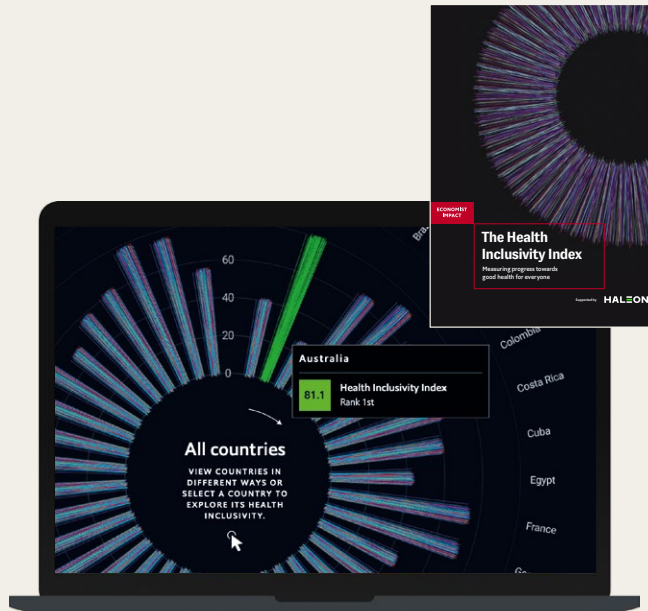 ECONOMIST
IMPACT
The Health
Inclusivity Index
Measuring progress towards
good health for everyone
Supported by HALEON
60
40
20
0
Australia
81.1
Health Inclusivity Index
Rank 1st
All countries
VIEW COUNTRIES IN
DIFFERENT WAYS OR
SELECT A COUNTRY TO
EXPLORE ITS HEALTH
INCLUSIVITY.
Colombia
Costa Rica
Cuba
Egypt
France